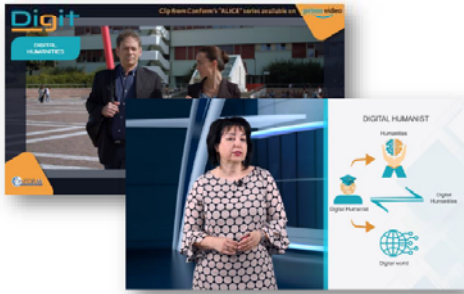 Digit
Clip from Conform's "ALICE" series available on
prime video
DIGITAL
HUMANITIES
DIGITAL HUMANIST
Humanities
Digital Humanist
Digital
Humanities
Digital world